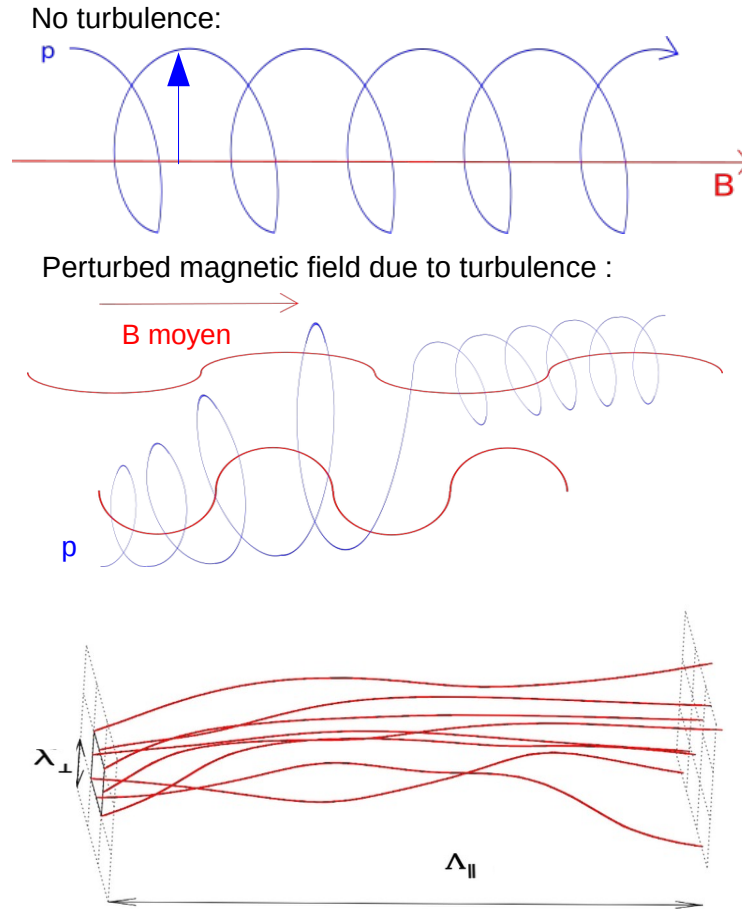 No turbulence:
p
B
Perturbed magnetic field due to turbulence :
B moyen
p
λ⊥
Λ∥